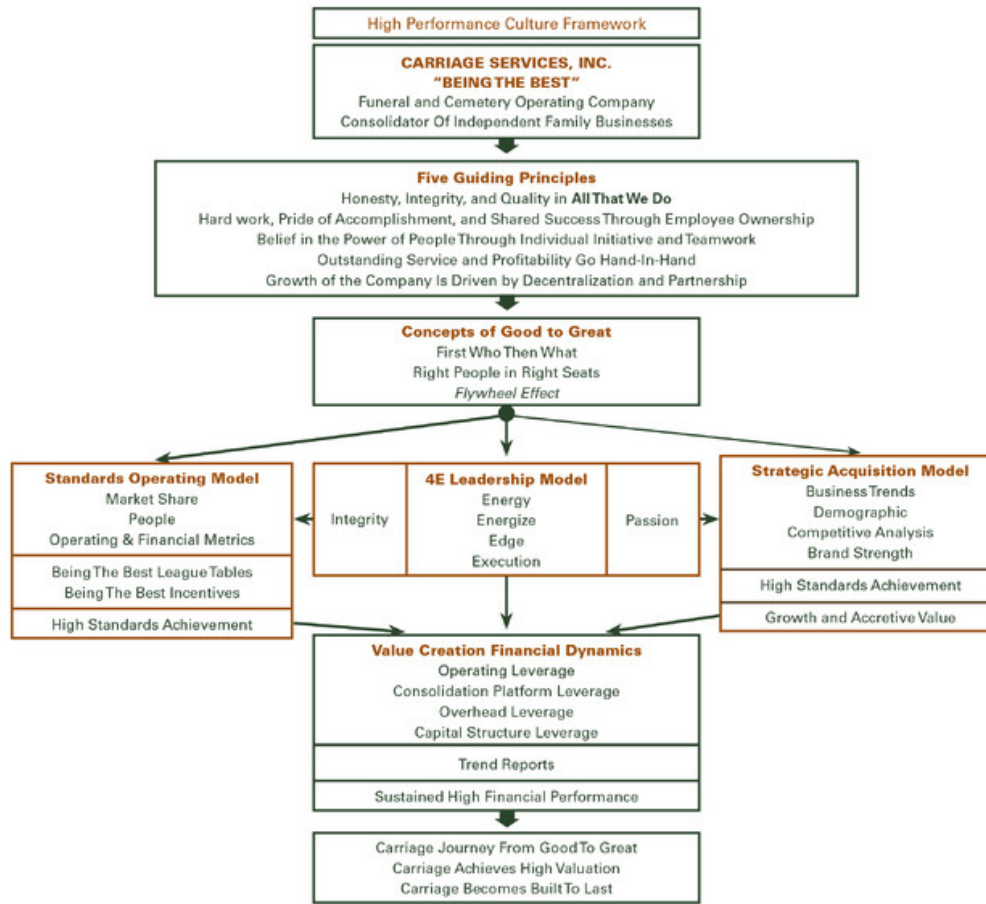 High Performance Culture Framework
CARRIAGE SERVICES, INC.
"BEING THE BEST"
Funeral and Cemetery Operating Company
Consolidator Of Independent Family Businesses
Five Guiding Principles
Honesty, Integrity, and Quality in All That We Do
Hard work, Pride of Accomplishment, and Shared Success Through Employee Ownership
Belief in the Power of People Through Individual Initiative and Teamwork
Outstanding Service and Profitability Go Hand-In-Hand
Growth of the Company Is Driven by Decentralization and Partnership
Concepts of Good to Great
First Who Then What
Right People in Right Seats
Flywheel Effect
Standards Operating Model
Market Share
People
Operating & Financial Metrics
Being The Best League Tables
Being The Best Incentives
High Standards Achievement
Integrity
4E Leadership Model
Energy
Energize
Edge
Execution
Passion
Strategic Acquisition Model
Business Trends
Demographic
Competitive Analysis
Brand Strength
High Standards Achievement
Growth and Accretive Value
Value Creation Financial Dynamics
Operating Leverage
Consolidation Platform Leverage
Overhead Leverage
Capital Structure Leverage
Trend Reports
Sustained High Financial Performance
Carriage Journey From Good To Great
Carriage Achieves High Valuation
Carriage Becomes Built To Last